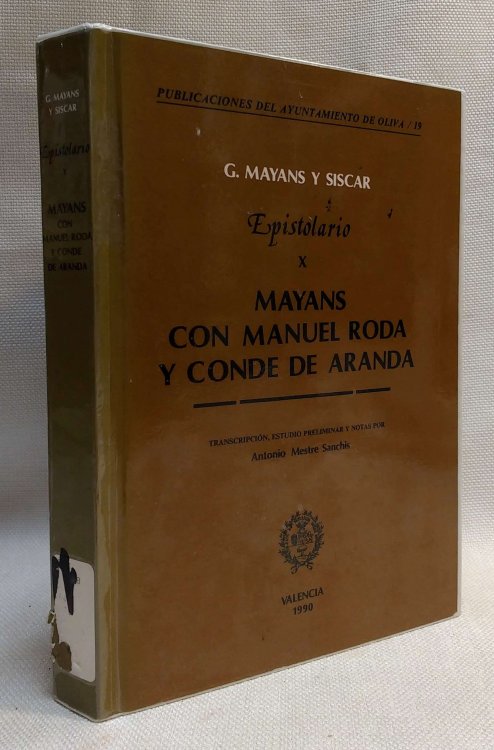 G. MAYANS
Y SISCAR
Epistolario
X
MAYANS
CON
MANUEL RODA
Y CONDE
DE ARANDA
PUBLICACIONES DEL AYUNTAMIENTO DE OLIVA / 19
G. MAYANS Y SISCAR
Epistolario
X
MAYANS
CON MANUEL RODA
Y CONDE DE ARANDA
TRANSCRIPCIÓN, ESTUDIO PRELIMINAR Y NOTAS POR
Antonio Mestre Sanchis
VALENCIA
1990